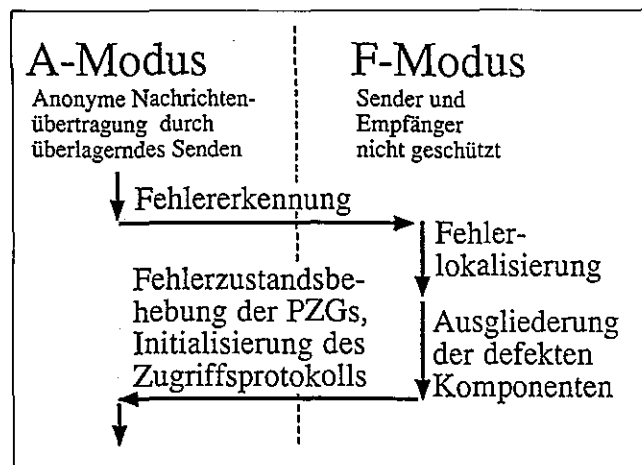 A-Modus
Anonyme Nachrichten-
übertragung durch
überlagerndes Senden
F-Modus
Sender und
Empfänger
nicht geschützt
Fehlererkennung
Fehler-
lokalisierung
Ausgliederung
der defekten
Komponenten
Fehlerzustandsbe-
hebung der PZGs,
Initialisierung des
Zugriffsprotokolls